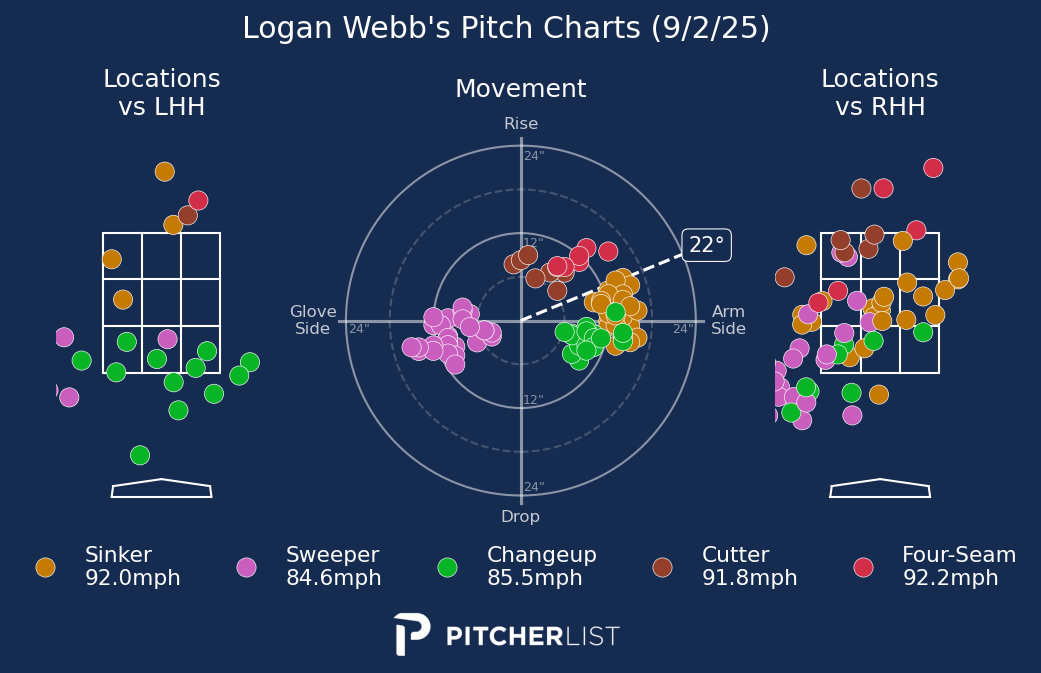 Logan Webb's Pitch Charts (9/2/25)
Locations
vs LHH
Movement
Locations
vs RHH
Rise
24"
12"
22°
Glove
Side
24"
24"
Arm
Side
12"
24"
Drop
Sinker
92.0mph
Sweeper
84.6mph
Changeup
85.5mph
Cutter
91.8mph
Four-Seam
92.2mph
PITCHERLIST